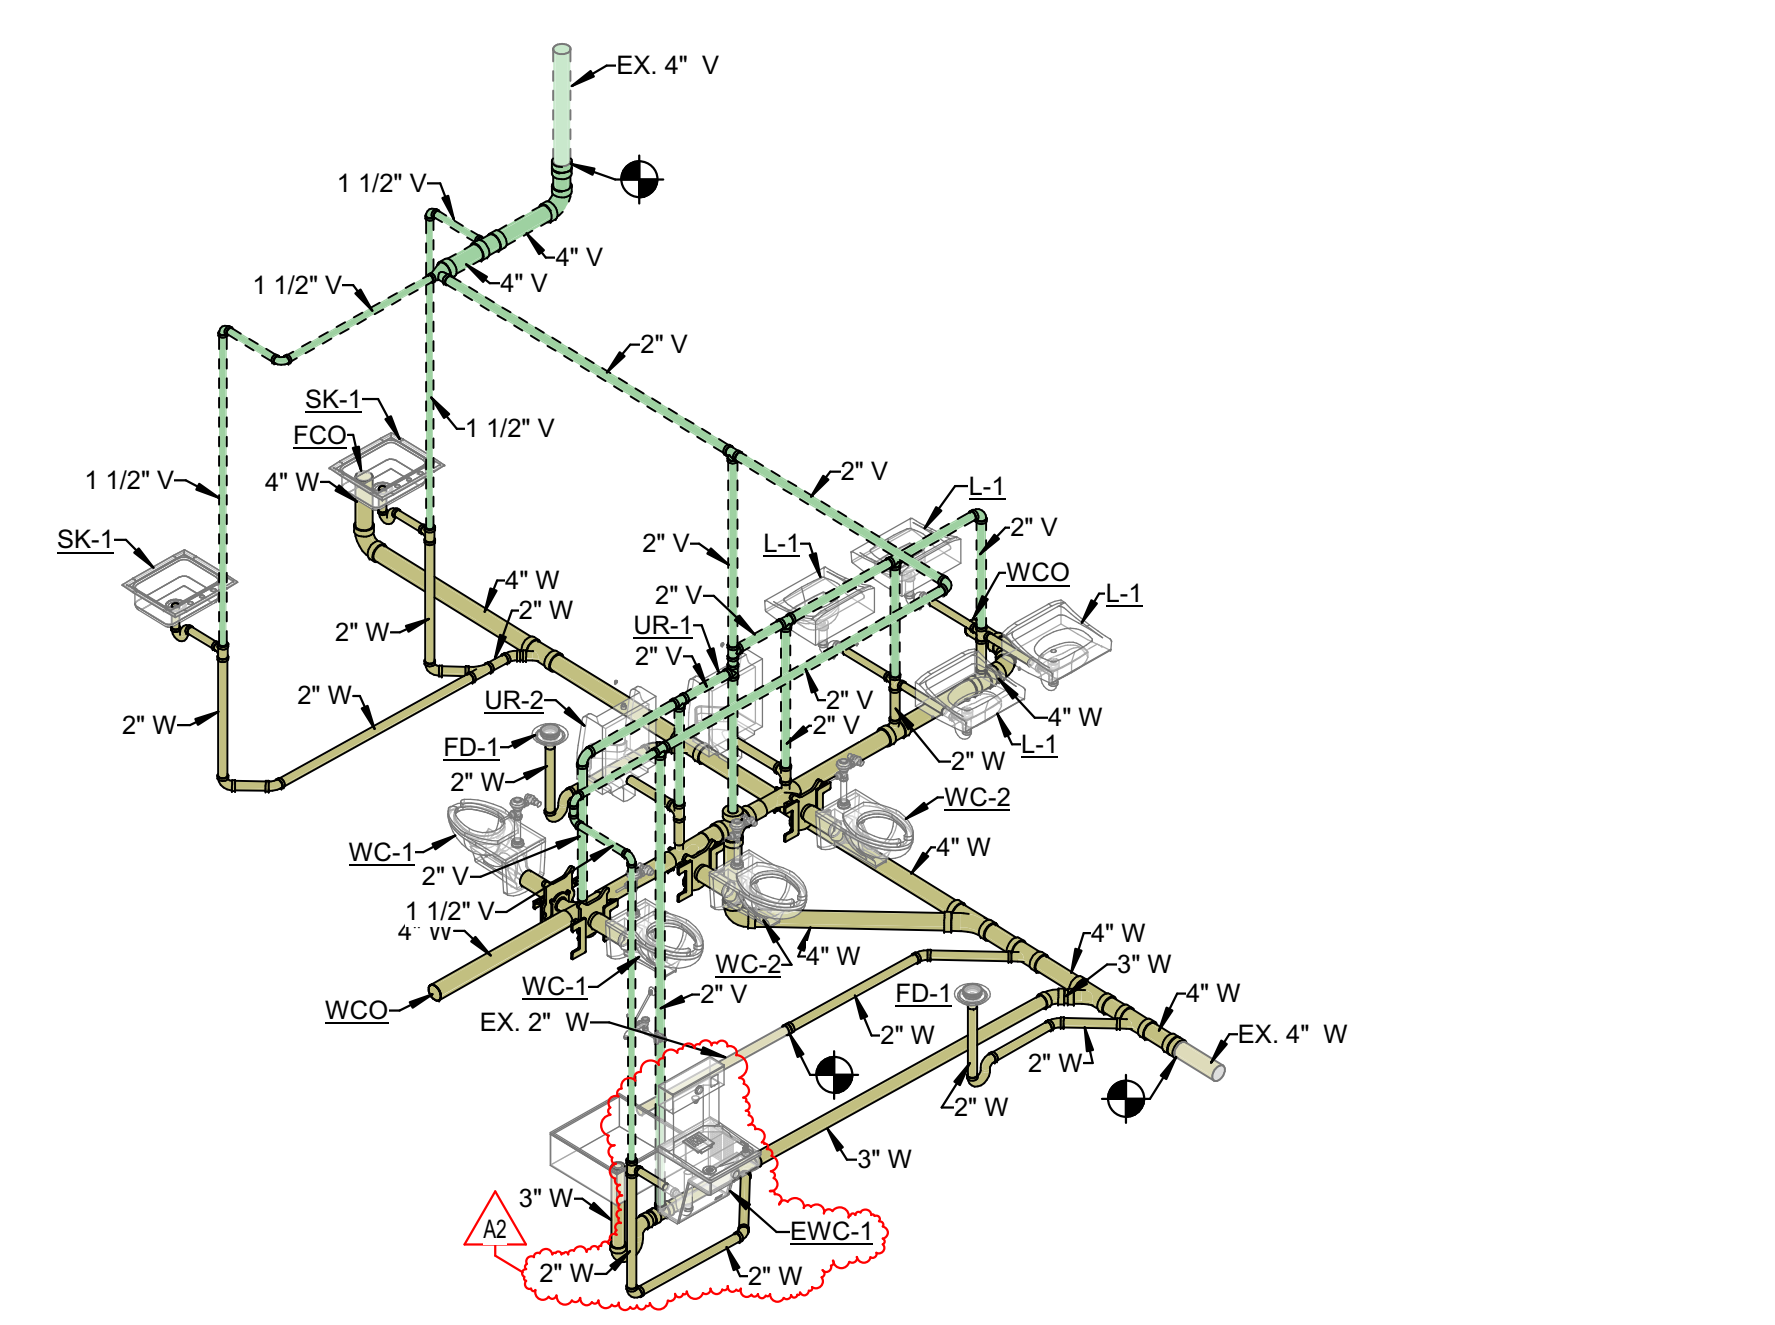 EX. 4" V
1 1/2" V
4" V
4" V
1 1/2" V
2" V
SK-1
FCO
1 1/2" V
4" W
1 1/2" V
2" V
L-1
2" V
SK-1
2" V
L-1
WCO
4" W
2" W
2" V
L-1
2" W
UR-1
2" V
2" W
2" W
UR-2
2" V
4" W
FD-1
2" V
L-1
2" W
2" W
WC-2
WC-1
4" W
2" V
1 1/2" V
4" W
4" W
WC-2
4" W
3" W
WC-1
2" V
FD-1
4" W
WCO
EX. 2" W
2" W
EX. 4" W
2" W
2" W
3" W
3" W
A2
EWC-1
2" W
2" W